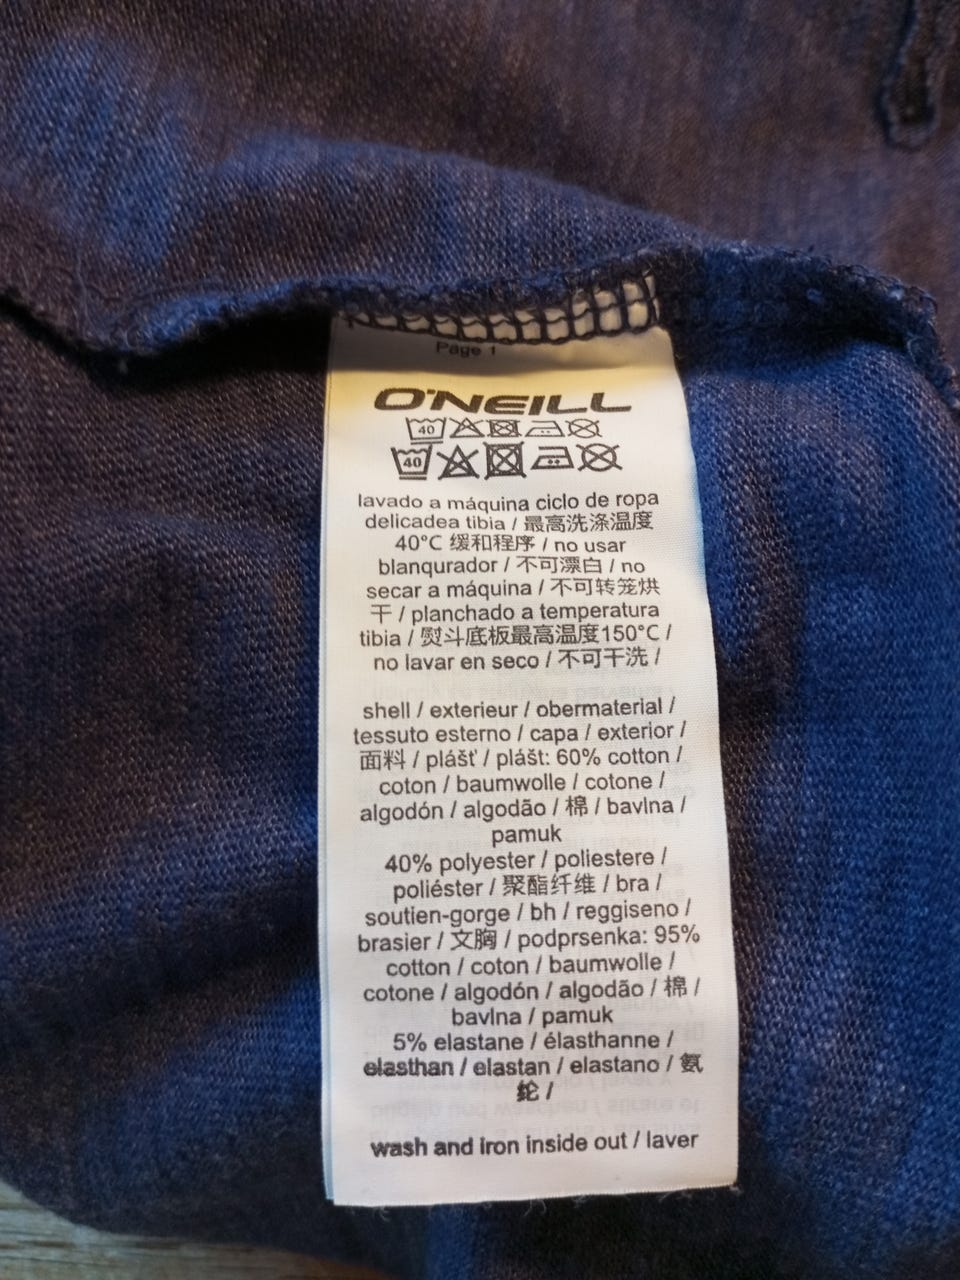 Page 1
O'NEILL
40
40
lavado a máquina ciclo de ropa
delicadea tibia / 最高洗涤温度
40°C 缓和程序 / no usar
blanqurador / 不可漂白 / no
secar a máquina / 不可转笼烘
干 / planchado a temperatura
tibia / 熨斗底板最高温度150°C /
no lavar en seco / 不可干洗 /
shell / exterieur / obermaterial /
tessuto esterno / capa / exterior /
面料 / plášť / plášt: 60% cotton /
coton / baumwolle / cotone /
algodón / algodão / 棉 / bavlna /
pamuk
40% polyester / poliestere /
poliéster / 聚酯纤维 / bra /
soutien-gorge / bh / reggiseno /
brasier / 文胸 / podprsenka: 95%
cotton / coton / baumwolle /
cotone / algodón / algodão / 棉 /
bavlna / pamuk
5% elastane / élasthanne /
elasthan / elastan / elastano / 氨
纶 /
wash and iron inside out / laver